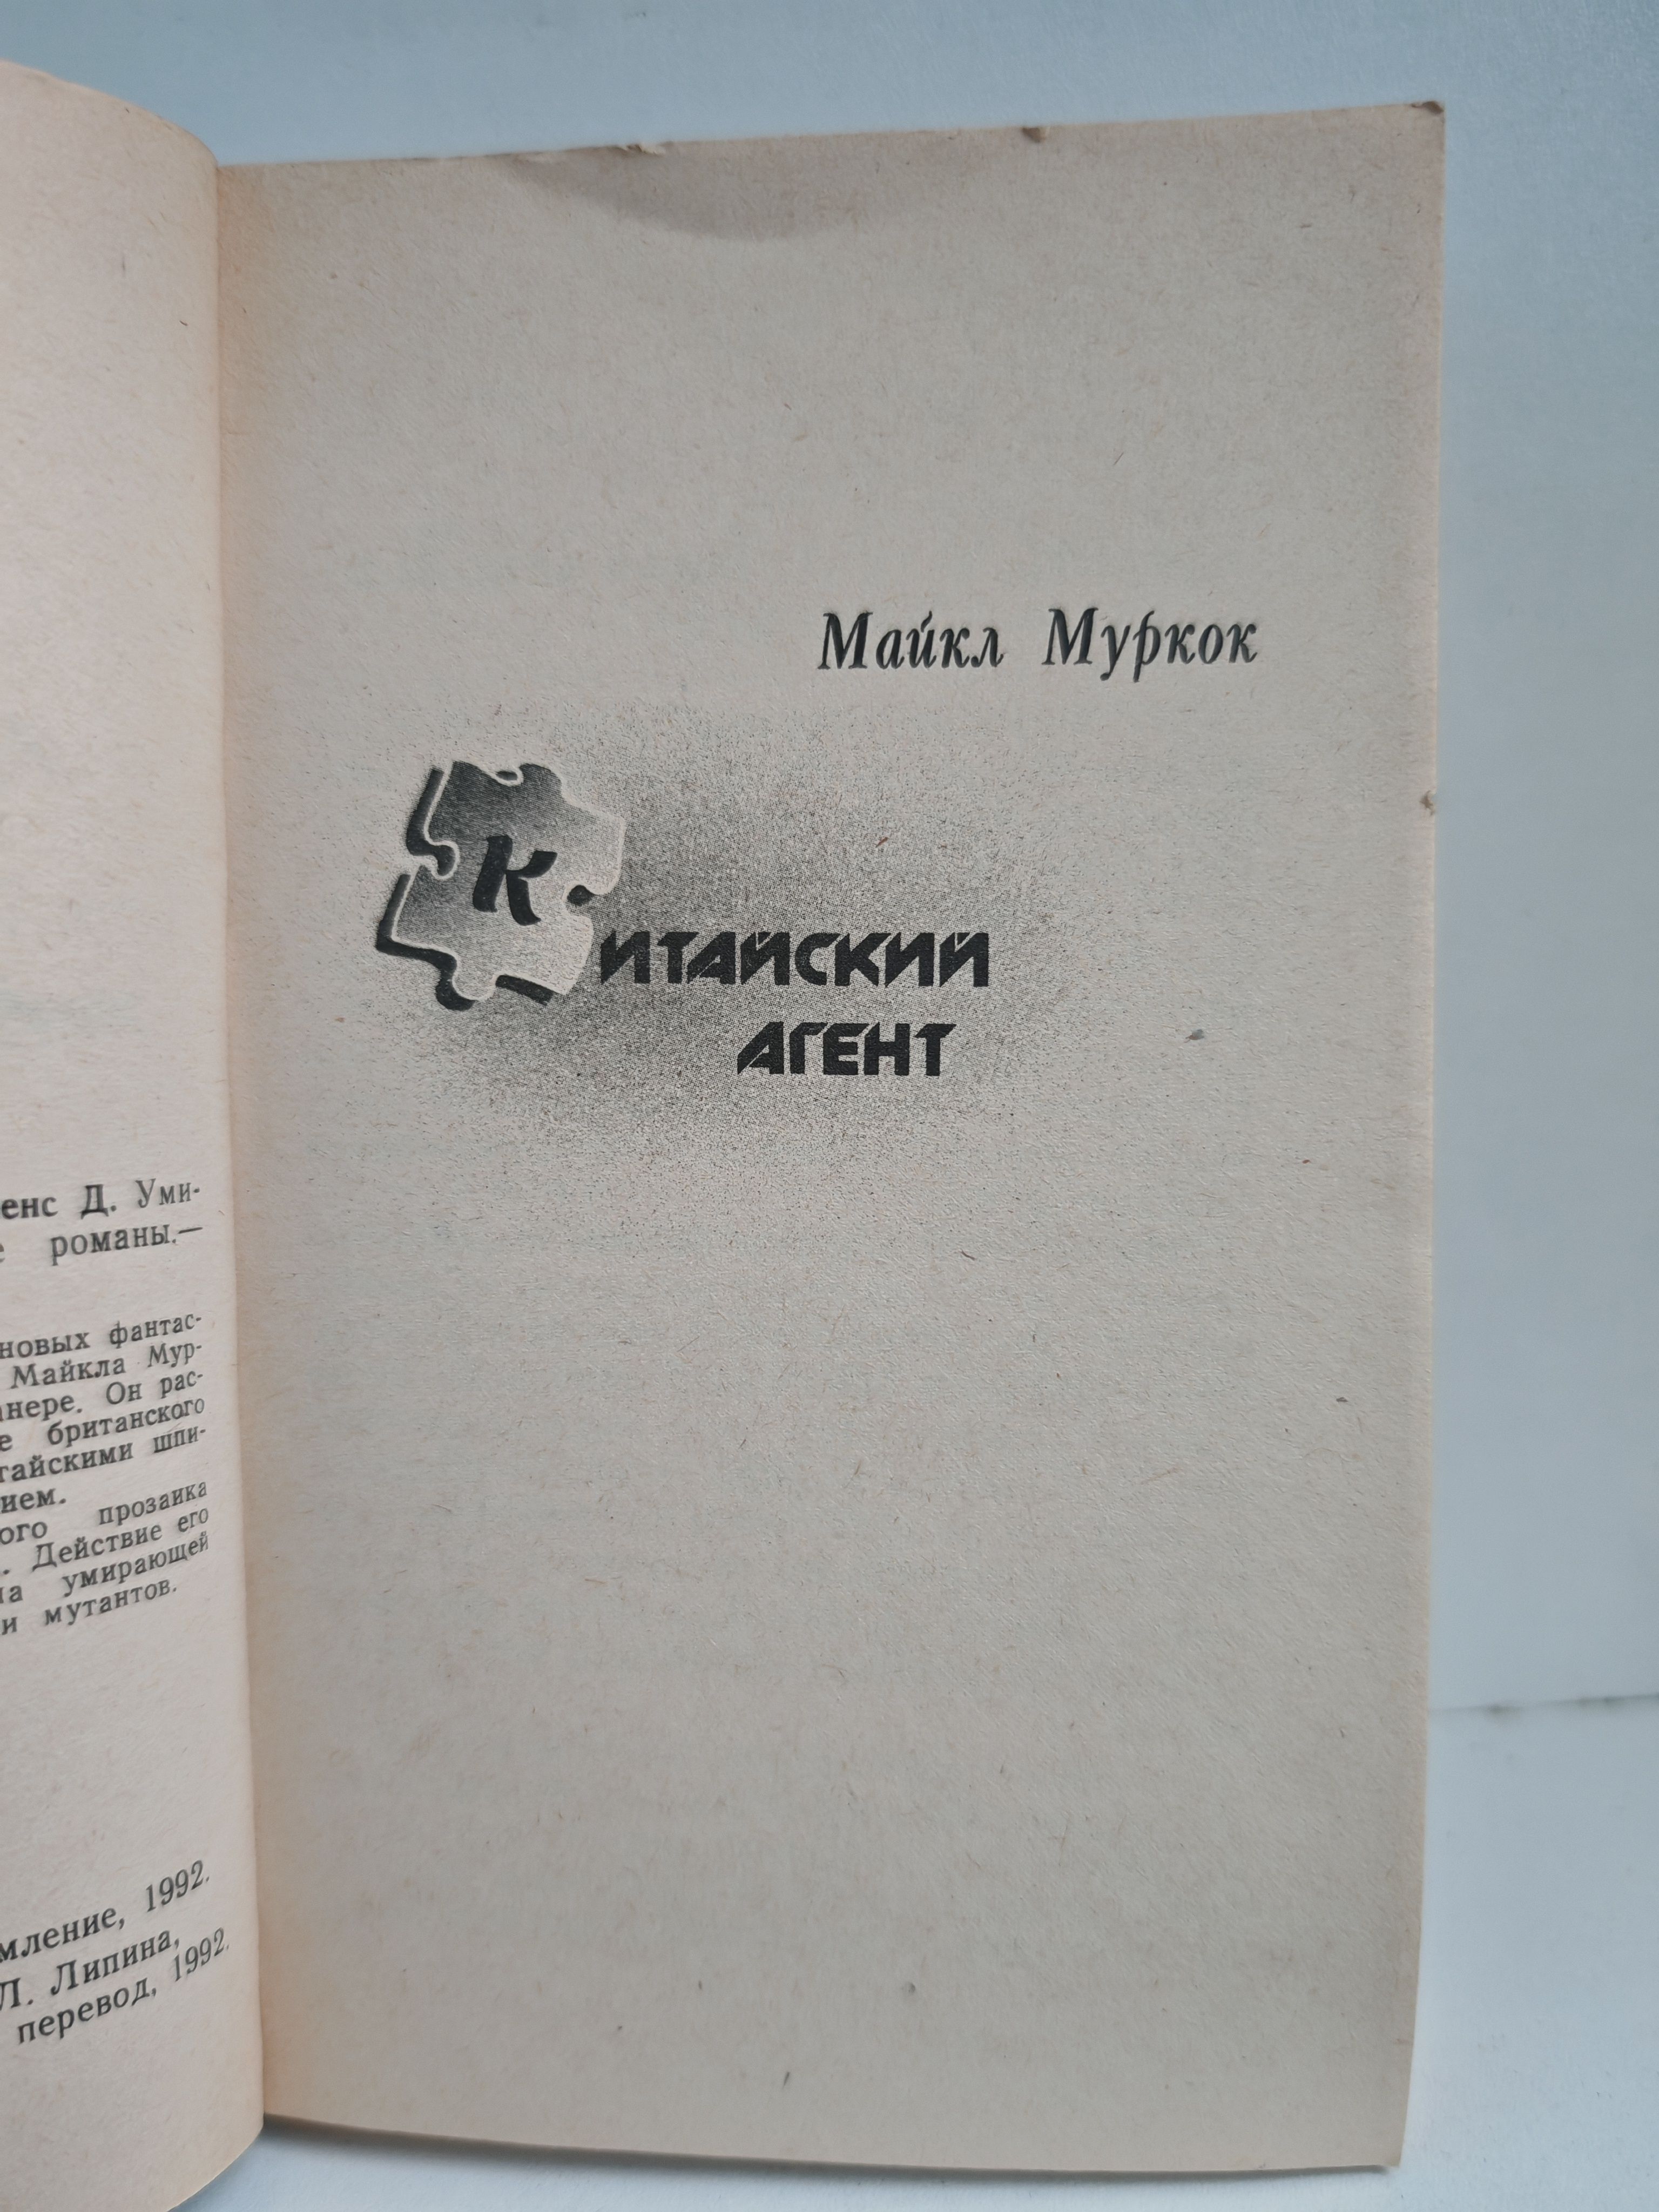 енс Д. Уми-
романы.—
новых фантас-
Майкла Мур-
нере. Он рас-
британского
тайскими шпи-
ием.
ого прозаика
. Действие его
на умирающей
и мутантов.
мление, 1992.
Л. Липина,
перевод, 1992.
Майкл Муркок
КИТАЙСКИЙ
АГЕНТ